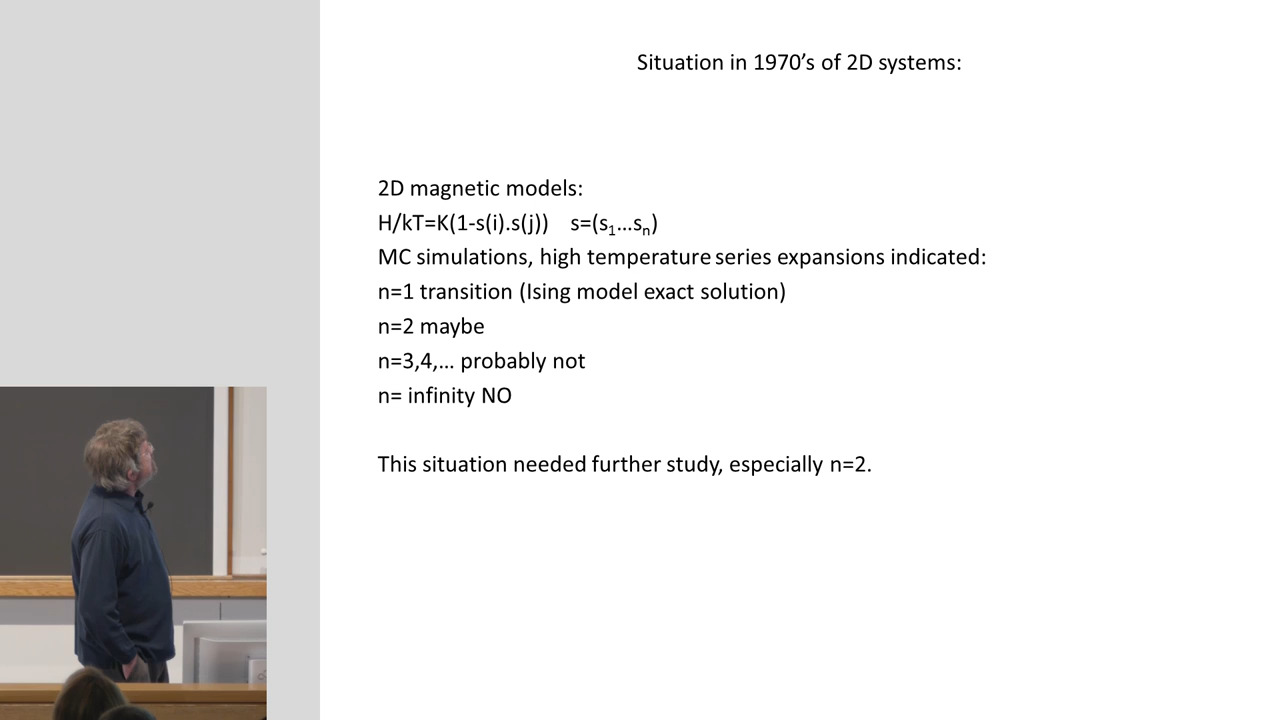 Situation in 1970’s of 2D systems:
2D magnetic models:
H/kT=K(1-s(i).s(j)) s=(s₁…sₙ)
MC simulations, high temperature series expansions indicated:
n=1 transition (Ising model exact solution)
n=2 maybe
n=3,4,… probably not
n= infinity NO
This situation needed further study, especially n=2.